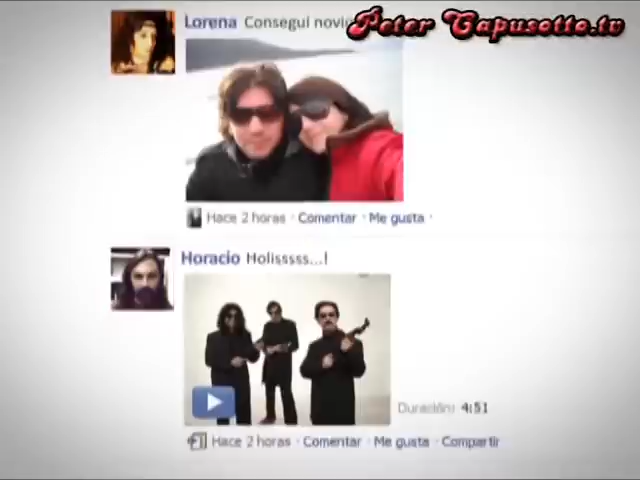 Peter Capusotto.tv
Lorena Conseguí novi
Hace 2 horas · Comentar · Me gusta ·
Horacio Holisssss...!
Duración: 4:51
Hace 2 horas · Comentar · Me gusta · Compartir